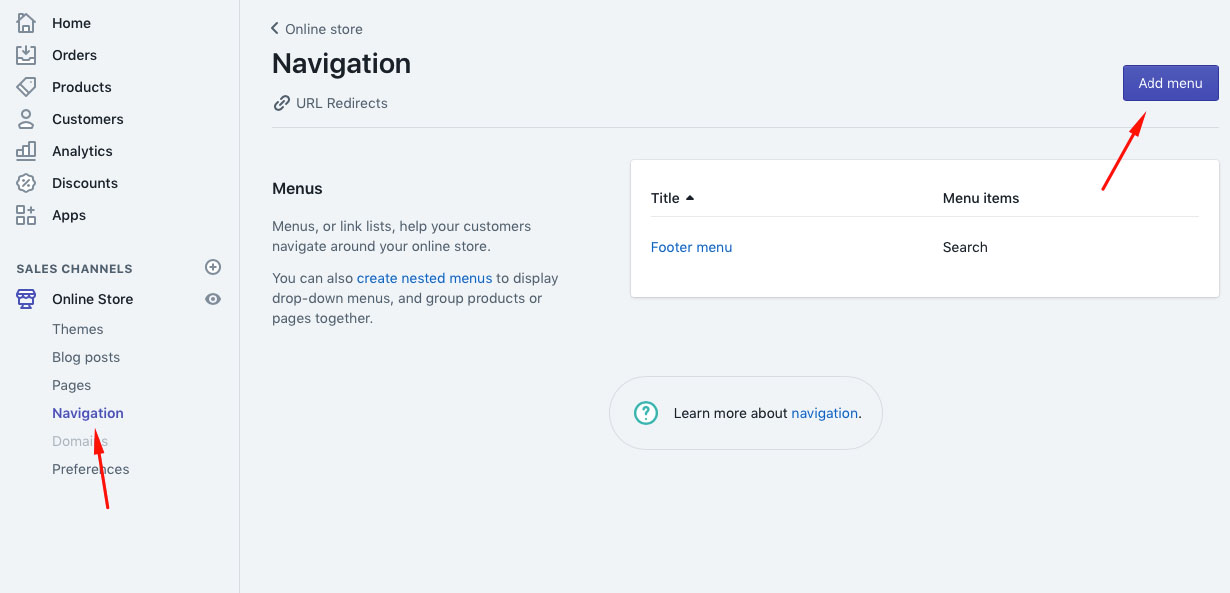 Home
Orders
Products
Customers
Analytics
Discounts
Apps
SALES CHANNELS
Online Store
Themes
Blog posts
Pages
Navigation
Domains
Preferences
Online store
Navigation
URL Redirects
Add menu
Menus
Menus, or link lists, help your customers
navigate around your online store.
You can also create nested menus to display
drop-down menus, and group products or
pages together.
Title Menu items
Footer menu Search
Learn more about navigation.